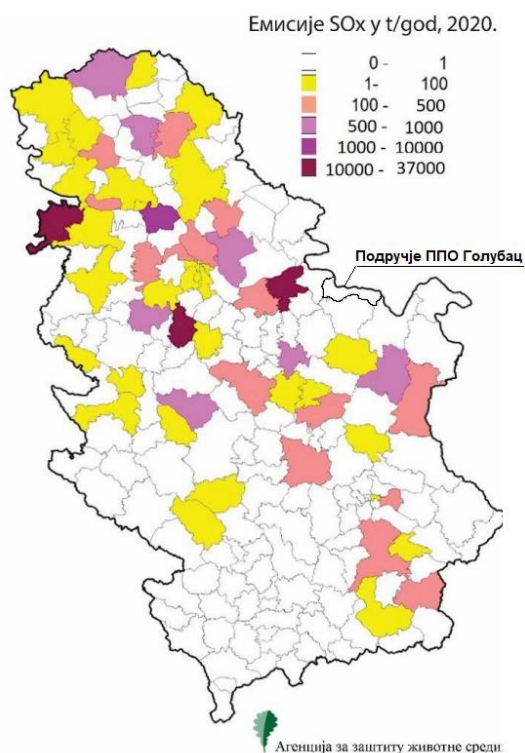 Емисије SOx у t/god, 2020.
0 - 1
1- 100
100 - 500
500 - 1000
1000 - 10000
10000 - 37000
Подручје ППО Голубац
Агенција за заштиту животне среди